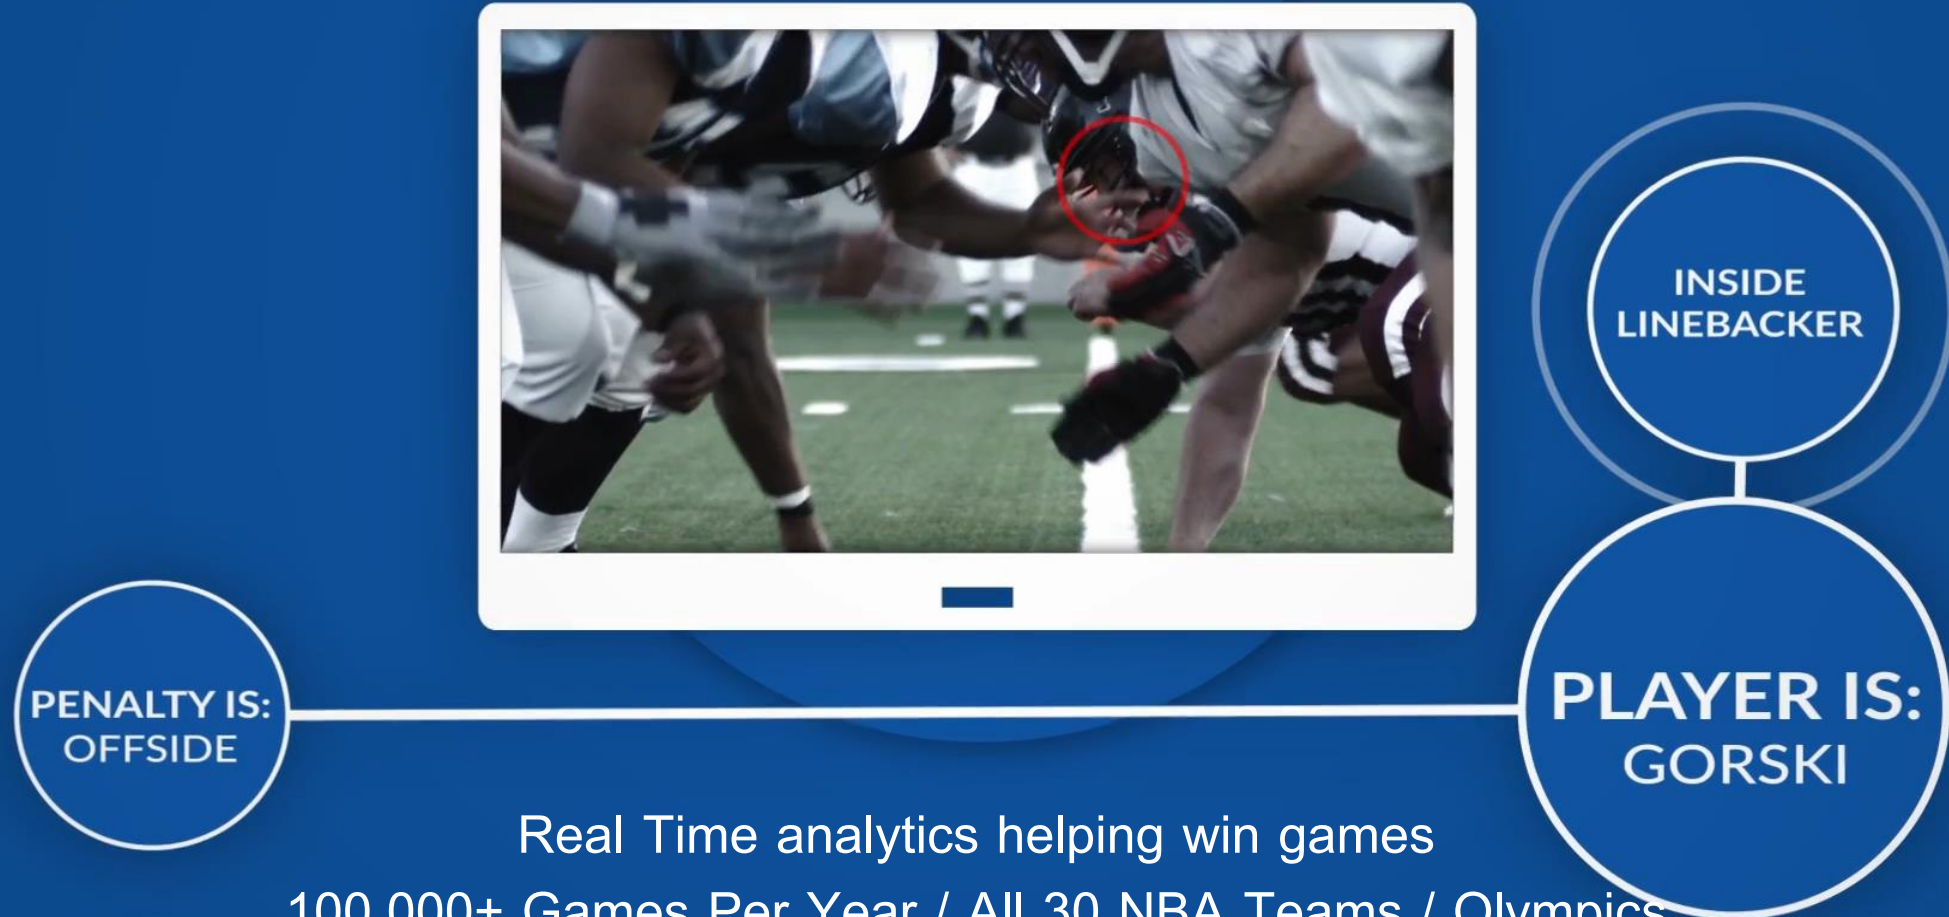 INSIDE
LINEBACKER
PENALTY IS:
OFFSIDE
PLAYER IS:
GORSKI
Real Time analytics helping win games
100,000+ Games Per Year / All 30 NBA Teams / Olympics